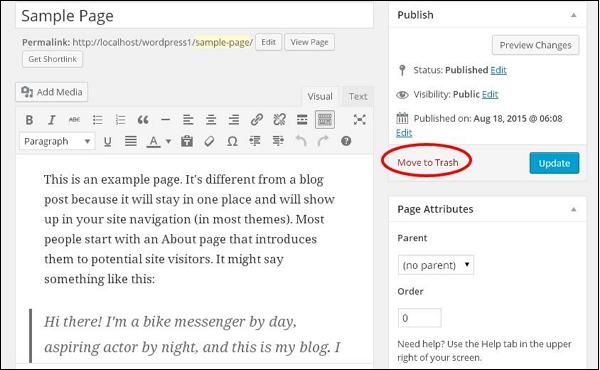 Sample Page
Permalink: http://localhost/wordpress1/sample-page/ Edit View Page
Get Shortlink
Add Media
Visual Text
B I ABC
Paragraph U A Ω ?
This is an example page. It's different from a blog
post because it will stay in one place and will show
up in your site navigation (in most themes). Most
people start with an About page that introduces
them to potential site visitors. It might say
something like this:
Hi there! I'm a bike messenger by day,
aspiring actor by night, and this is my blog. I
Publish
Preview Changes
Status: Published Edit
Visibility: Public Edit
Published on: Aug 18, 2015 @ 06:08
Edit
Move to Trash Update
Page Attributes
Parent
(no parent)
Order
0
Need help? Use the Help tab in the upper
right of your screen.